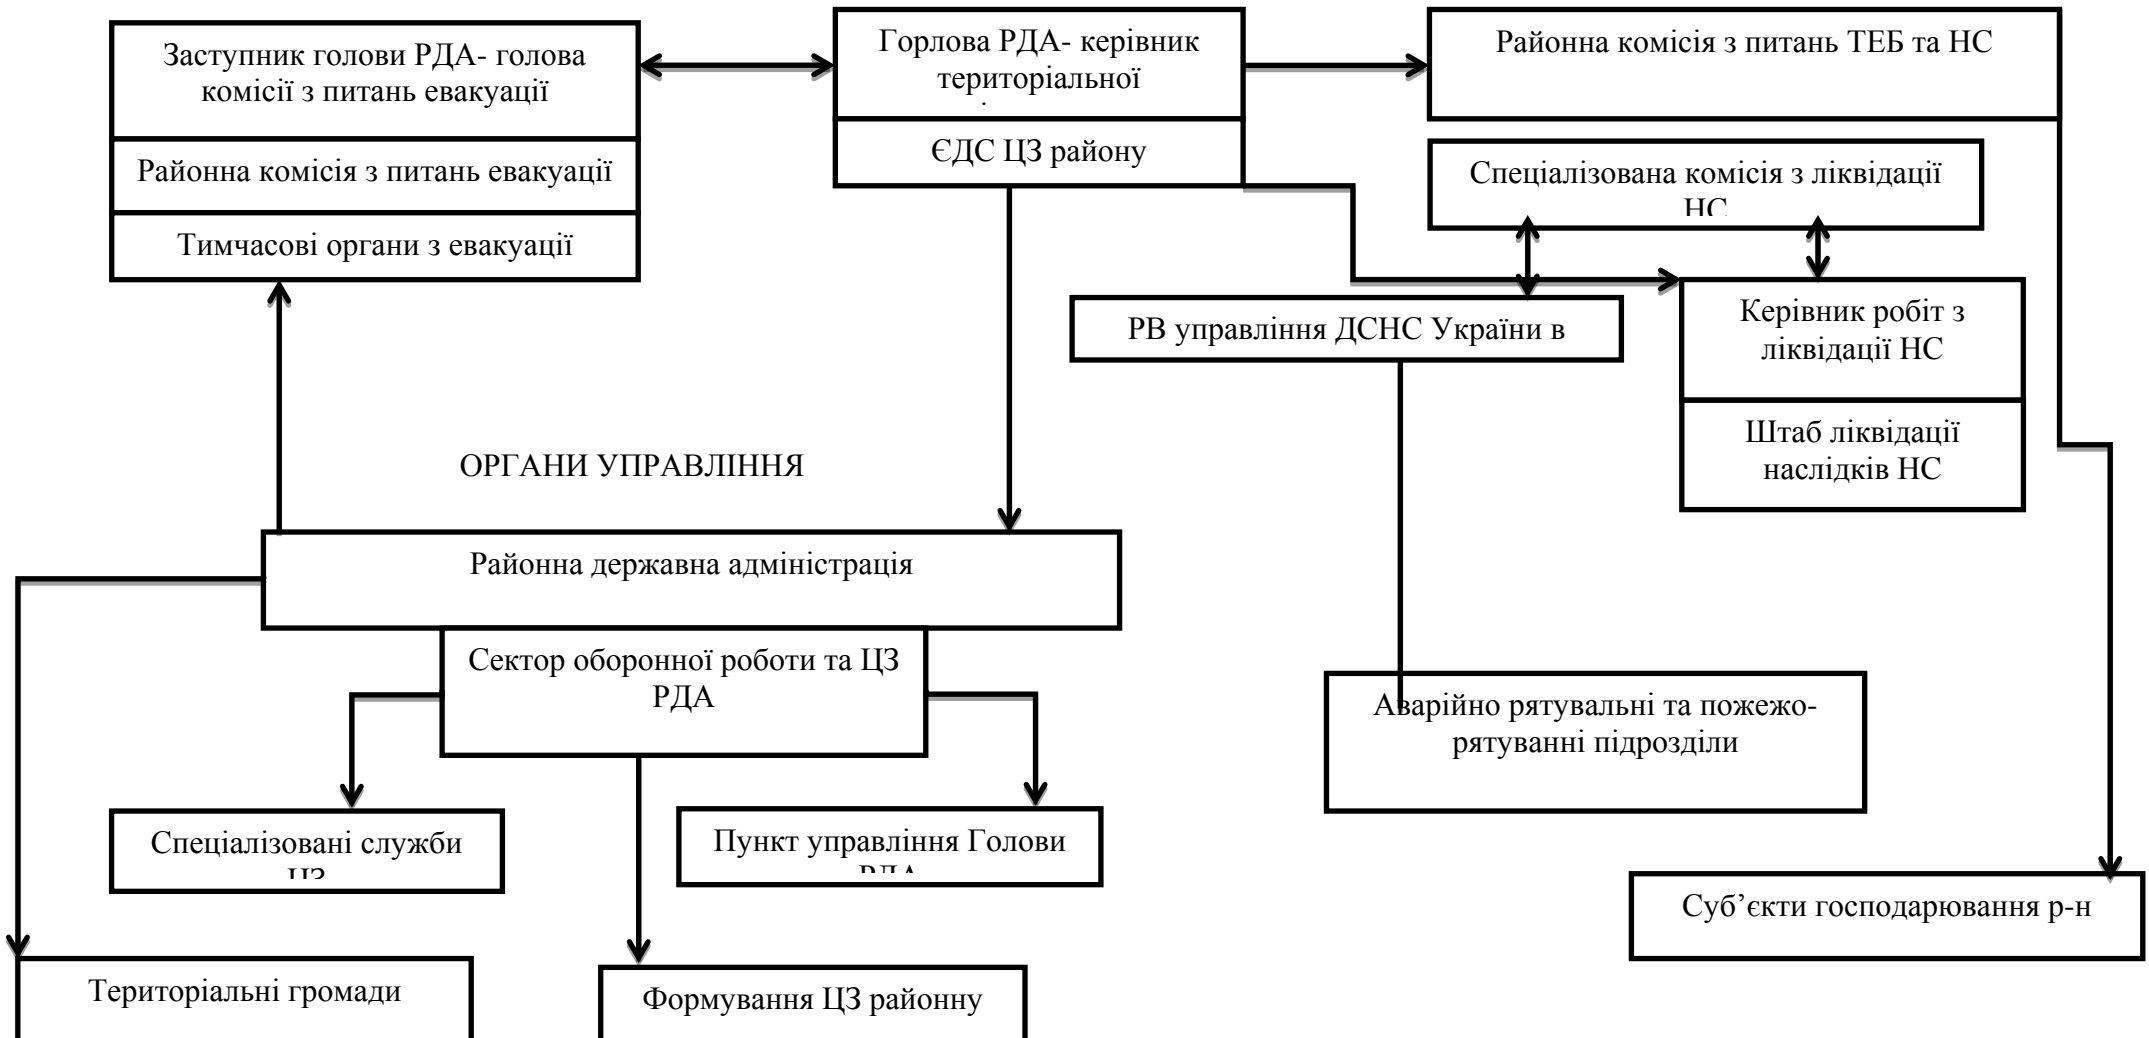 Заступник голови РДА- голова
комісії з питань евакуації
Районна комісія з питань евакуації
Тимчасові органи з евакуації
Горлова РДА- керівник
територіальної
ЄДС ЦЗ району
Районна комісія з питань ТЕБ та НС
Спеціалізована комісія з ліквідації
НС
РВ управління ДСНС України в
Керівник робіт з
ліквідації НС
Штаб ліквідації
наслідків НС
ОРГАНИ УПРАВЛІННЯ
Районна державна адміністрація
Сектор оборонної роботи та ЦЗ
РДА
Аварійно рятувальні та пожежо-
рятуванні підрозділи
Спеціалізовані служби
ЦЗ
Пункт управління Голови
РДА
Суб’єкти господарювання р-н
Територіальні громади
Формування ЦЗ районну